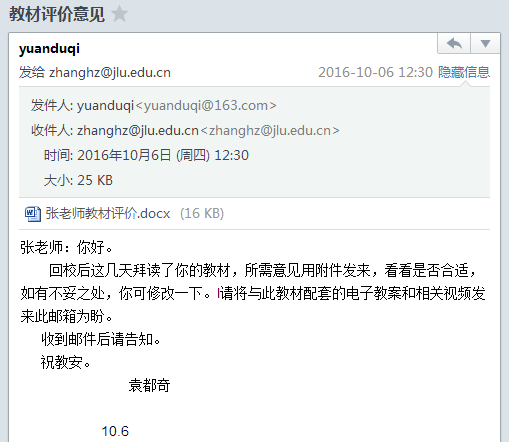 教材评价意见
yuanduqi
发给 zhanghz@jlu.edu.cn 2016-10-06 12:30 隐藏信息
发件人: yuanduqi<yuanduqi@163.com>
收件人: zhanghz@jlu.edu.cn<zhanghz@jlu.edu.cn>
时间: 2016年10月6日 (周四) 12:30
大小: 25 KB
张老师教材评价.docx (16 KB)
张老师：你好。
回校后这几天拜读了你的教材，所需意见用附件发来，看看是否合适，
如有不妥之处，你可修改一下。l请将与此教材配套的电子教案和相关视频发
来此邮箱为盼。
收到邮件后请告知。
祝教安。
袁都奇
10.6